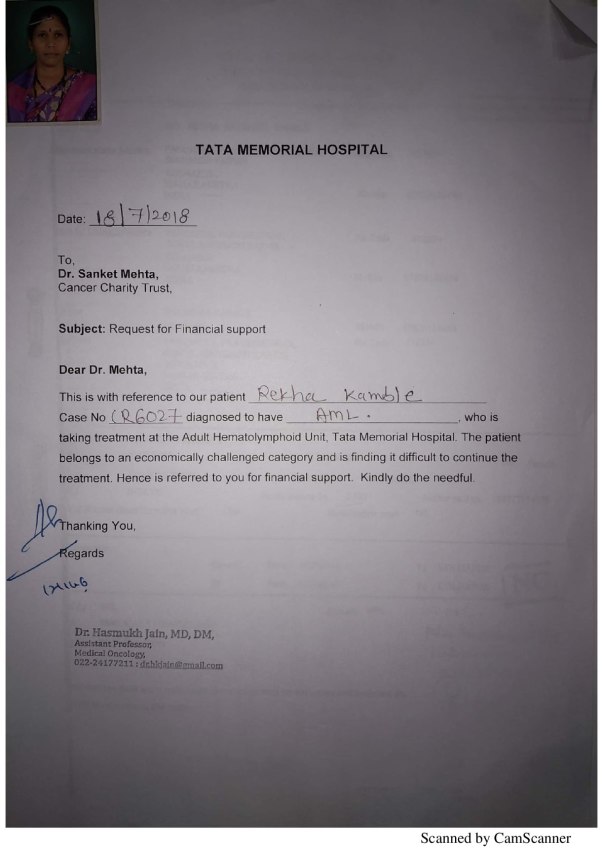 TATA MEMORIAL HOSPITAL
Date: 18/7/2018
To,
Dr. Sanket Mehta,
Cancer Charity Trust,
Subject: Request for Financial support
Dear Dr. Mehta,
This is with reference to our patient Rekha Kamble
Case No CR6027 diagnosed to have AML. , who is
taking treatment at the Adult Hematolymphoid Unit, Tata Memorial Hospital. The patient
belongs to an economically challenged category and is finding it difficult to continue the
treatment. Hence is referred to you for financial support. Kindly do the needful.
Thanking You,
Regards
Dr. Hasmukh Jain, MD, DM,
Assistant Professor,
Medical Oncology,
022-24177211 ; dr.hkjain@gmail.com
Scanned by CamScanner